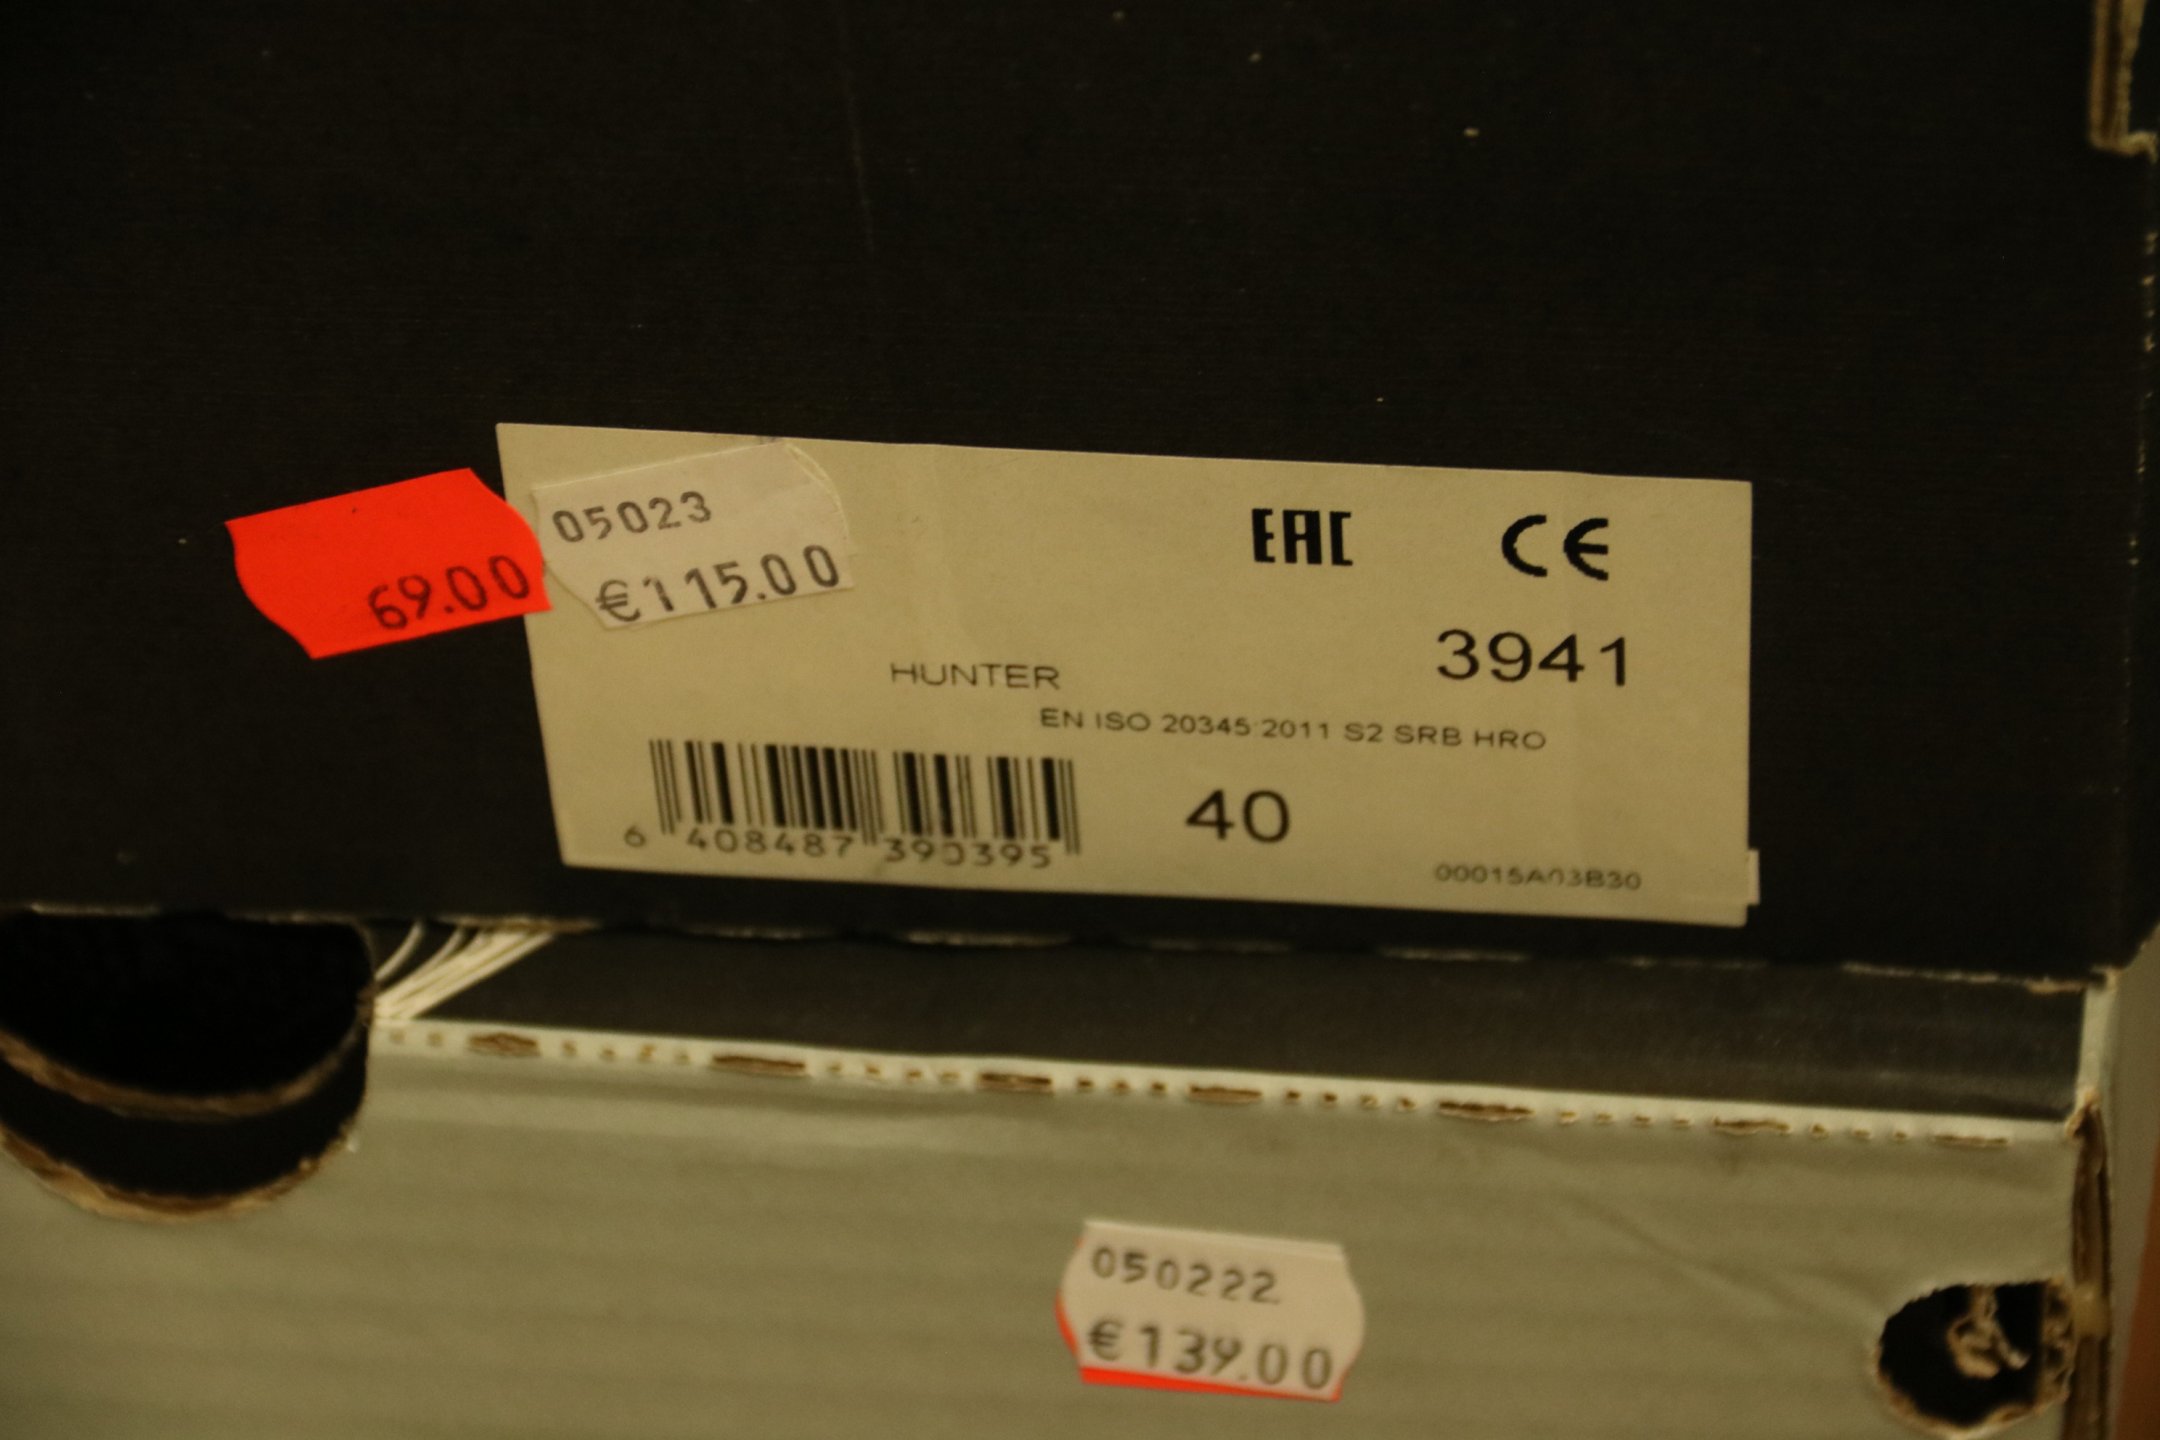 69.00
05023
€115.00
EAC CE
3941
HUNTER
EN ISO 20345:2011 S2 SRB HRO
6 408487 390395
40
00015A03B30
050222
€139.00